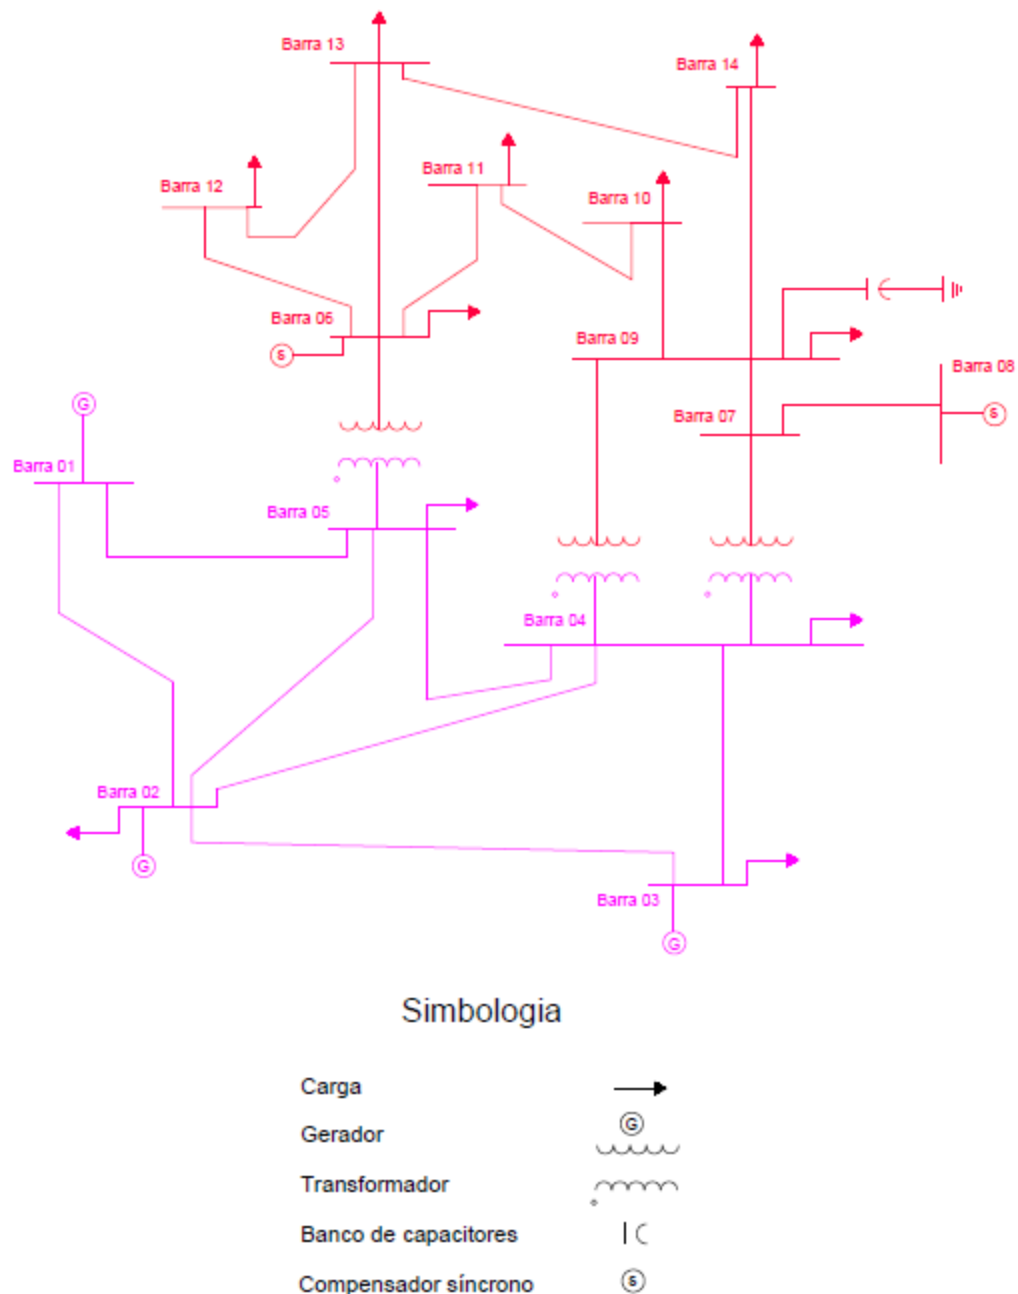 Barra 13
Barra 14
Barra 11
Barra 12
Barra 10
Barra 06
S
Barra 09
Barra 08
G
Barra 07
S
Barra 01
Barra 05
Barra 04
Barra 02
G
Barra 03
G
Simbologia
Carga
Gerador G
Transformador
Banco de capacitores
Compensador síncrono S